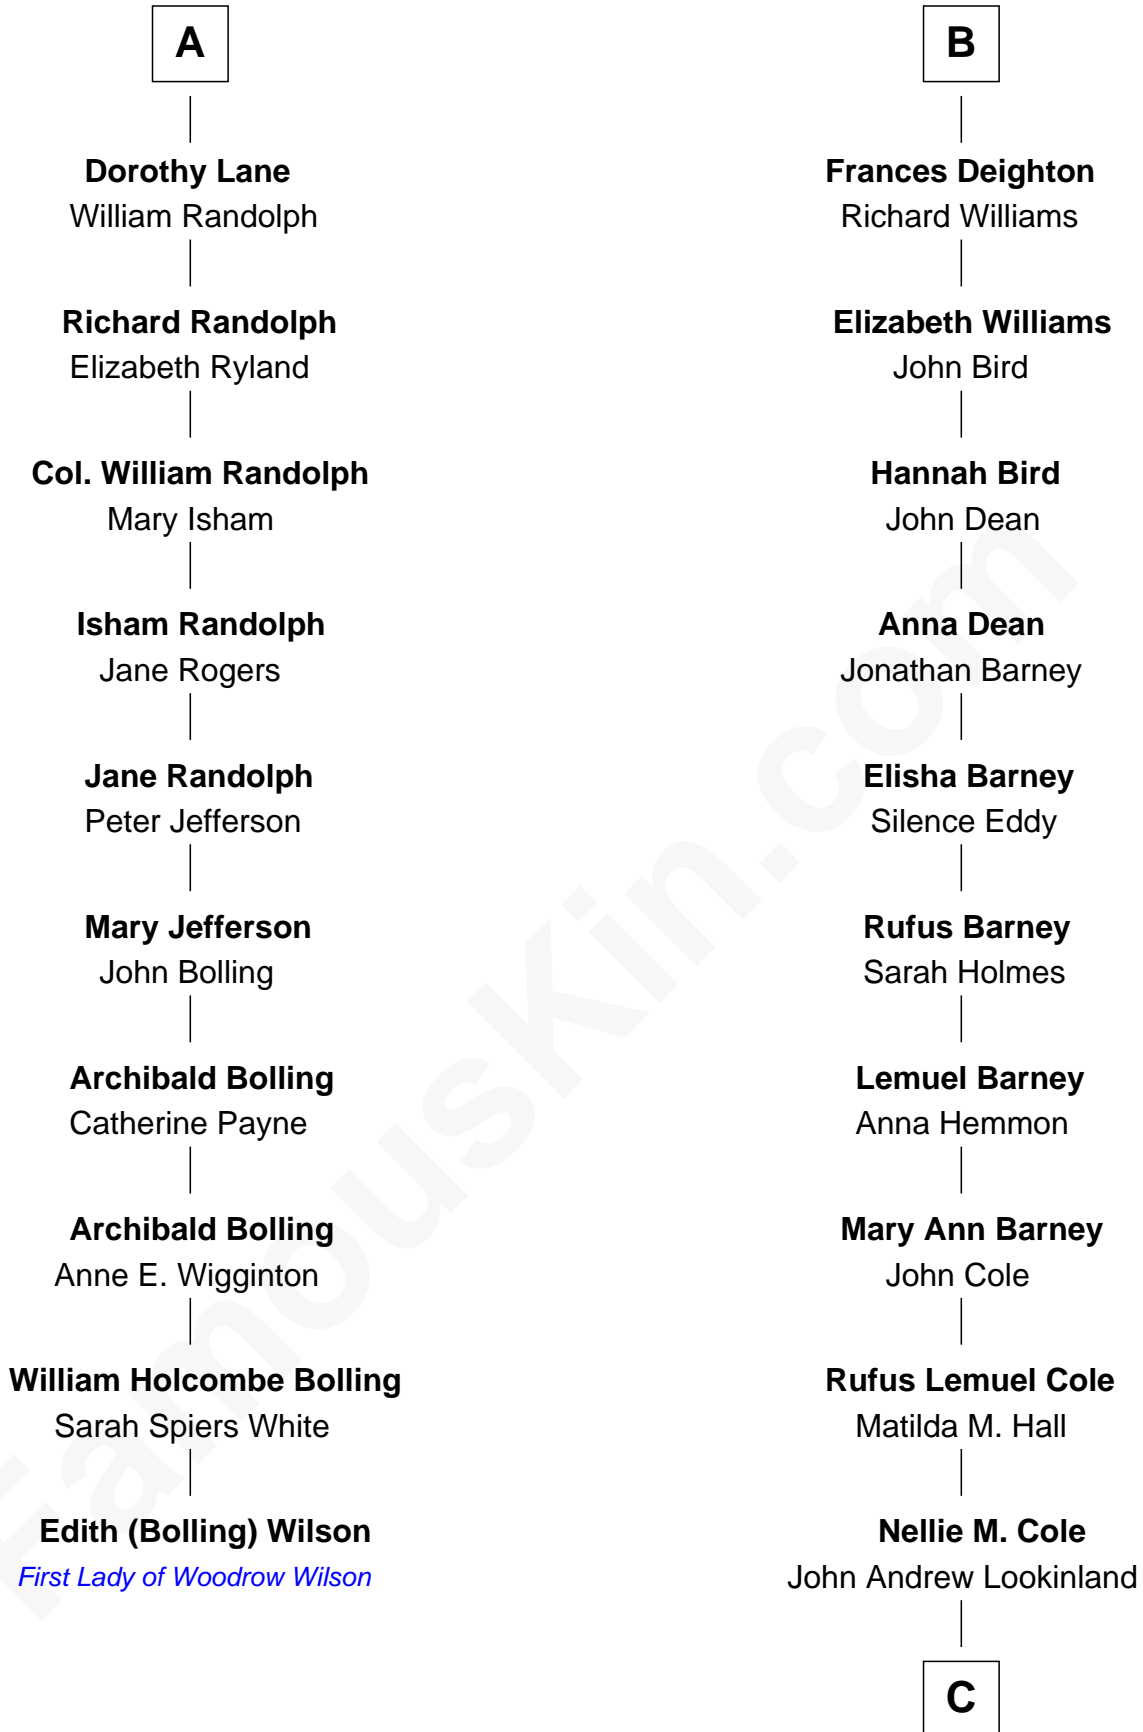 A
Dorothy Lane
William Randolph
Richard Randolph
Elizabeth Ryland
Col. William Randolph
Mary Isham
Isham Randolph
Jane Rogers
Jane Randolph
Peter Jefferson
Mary Jefferson
John Bolling
Archibald Bolling
Catherine Payne
Archibald Bolling
Anne E. Wigginton
William Holcombe Bolling
Sarah Spiers White
Edith (Bolling) Wilson
First Lady of Woodrow Wilson
B
Frances Deighton
Richard Williams
Elizabeth Williams
John Bird
Hannah Bird
John Dean
Anna Dean
Jonathan Barney
Elisha Barney
Silence Eddy
Rufus Barney
Sarah Holmes
Lemuel Barney
Anna Hemmon
Mary Ann Barney
John Cole
Rufus Lemuel Cole
Matilda M. Hall
Nellie M. Cole
John Andrew Lookinland
C
FamousKin.com